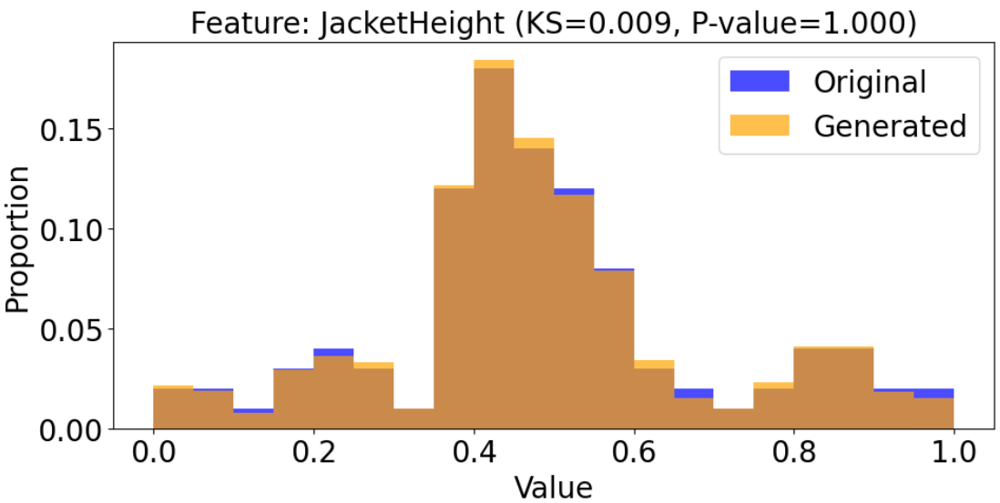 Feature: JacketHeight (KS=0.009, P-value=1.000)
Original
Generated
Proportion
0.15
0.10
0.05
0.00
0.0 0.2 0.4 0.6 0.8 1.0
Value